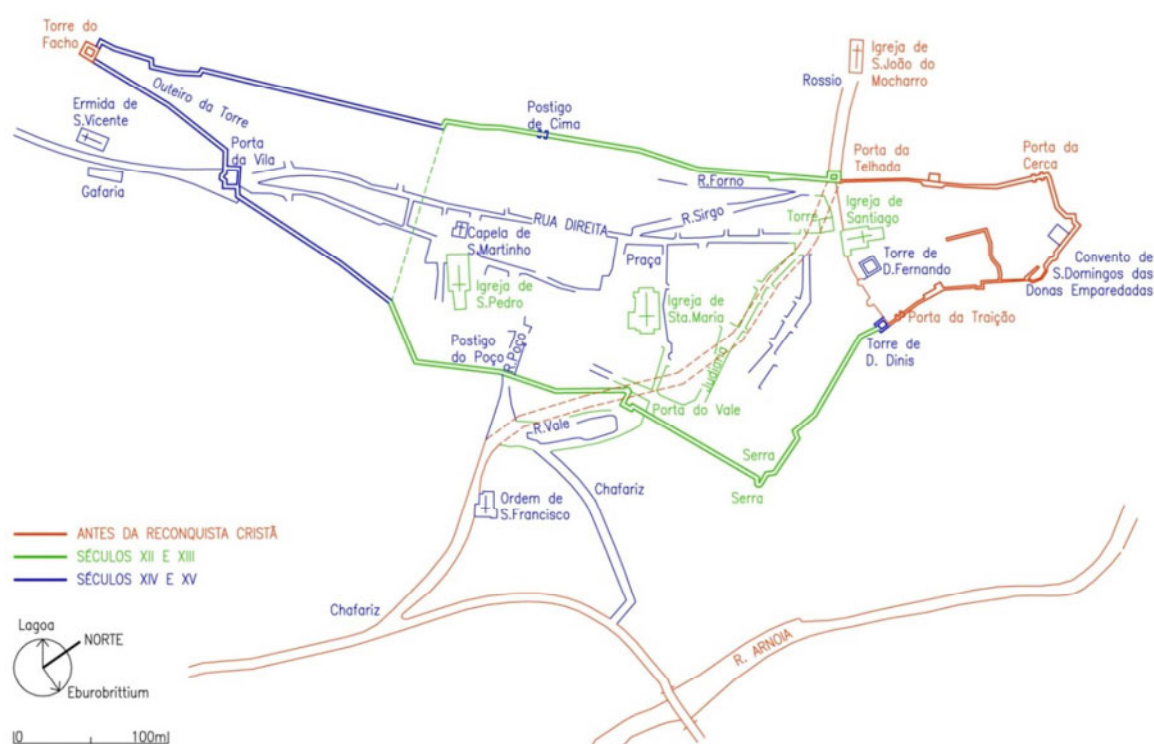 Torre do
Facho
Outeiro da Torre
Ermida de
S.Vicente
Gafaria
Porta
da Vila
Postigo
de Cima
Rossio
Igreja de
S.João do
Mocharro
Porta da
Telhada
Porta da
Cerca
R.Forno
R.Sirgo
RUA DIREITA
Torre
Igreja de
Santiago
Capela de
S.Martinho
Praça
Torre de
D.Fernando
Convento de
S.Domingos das
Donas Emparedadas
Igreja de
S.Pedro
Igreja de
Sta.Maria
Porta da Traição
Torre de
D. Dinis
Postigo
do Poço
R.Poço
Judiaria
Porta do Vale
R.Vale
Serra
Serra
Chafariz
Ordem de
S.Francisco
Chafariz
R. ARNOIA
ANTES DA RECONQUISTA CRISTÃ
SÉCULOS XII E XIII
SÉCULOS XIV E XV
Lagoa
NORTE
Eburobrittium
0 100m